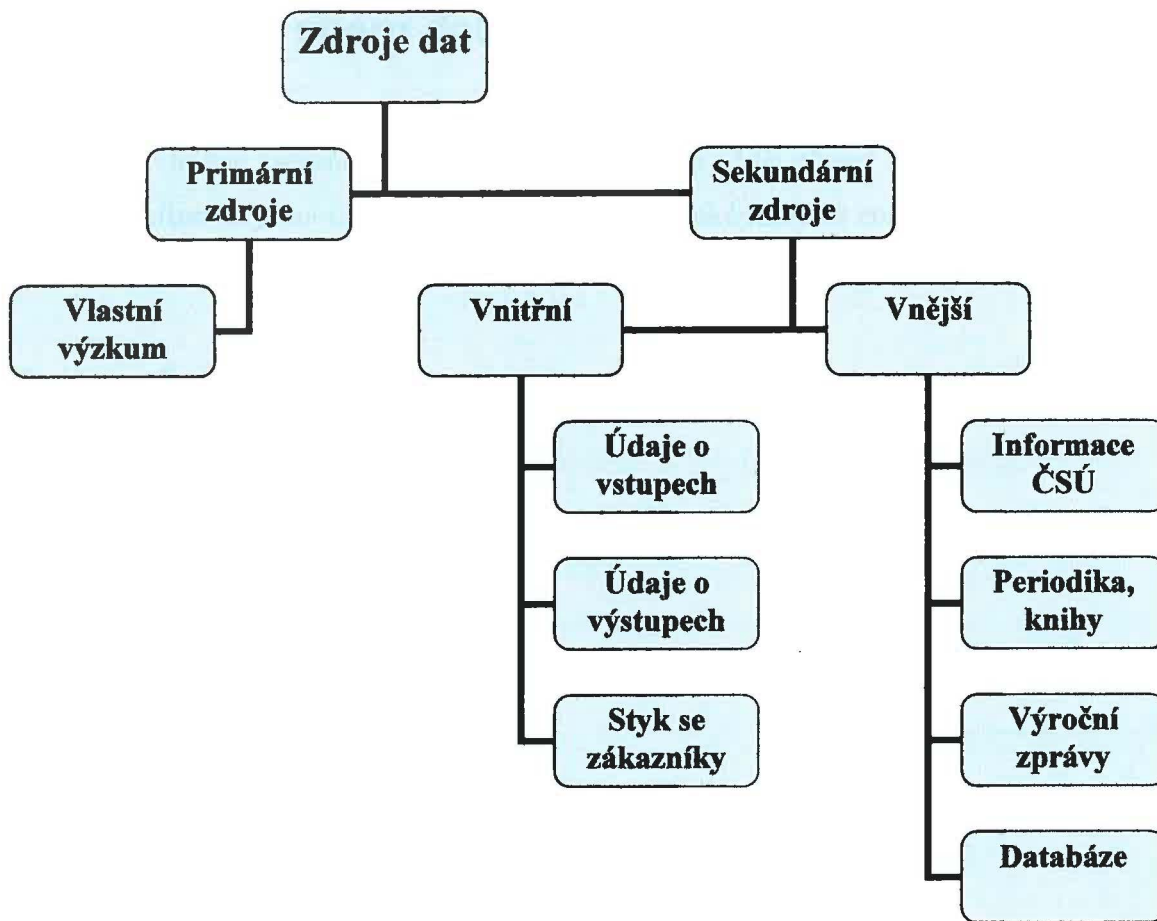 Zdroje dat
Primární
zdroje
Sekundární
zdroje
Vlastní
výzkum
Vnitřní
Vnější
Údaje o
vstupech
Údaje o
výstupech
Styk se
zákazníky
Informace
ČSÚ
Periodika,
knihy
Výroční
zprávy
Databáze